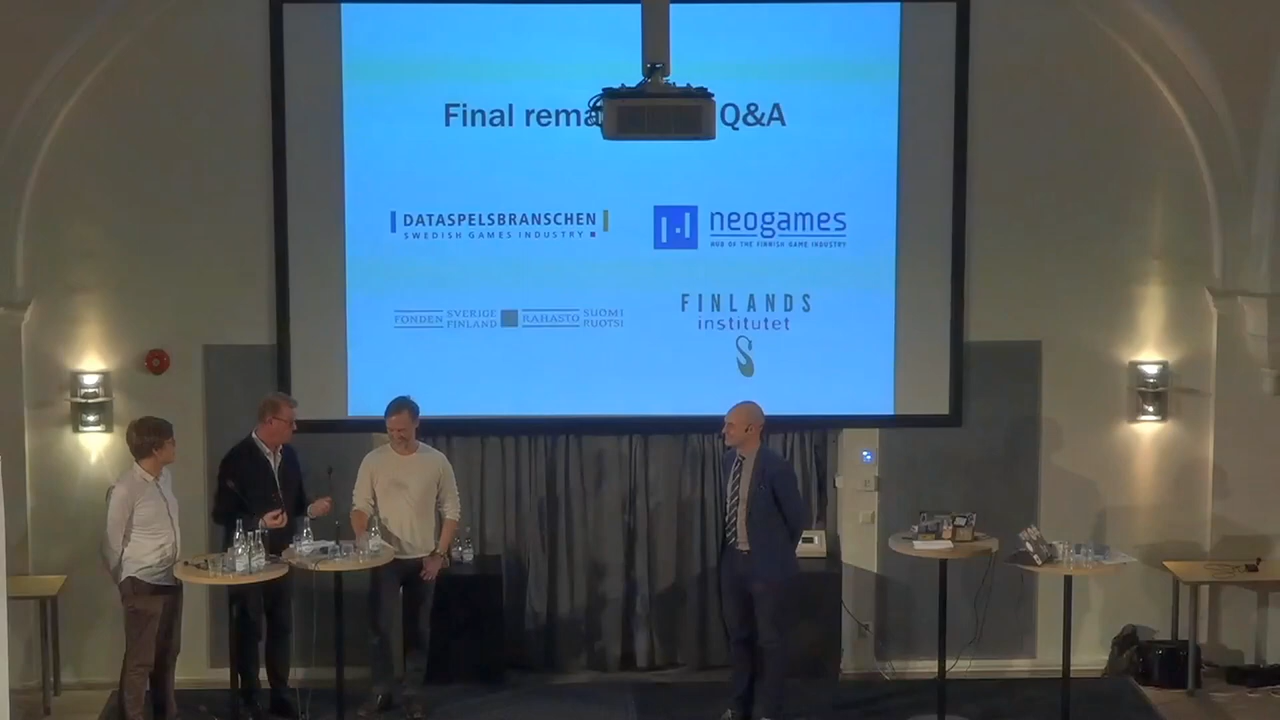 Final rema Q&A
DATASPELSBRANSCHEN
SWEDISH GAMES INDUSTRY
neogames
HUB OF THE FINNISH GAME INDUSTRY
FONDEN SVERIGE FINLAND RAHASTO SUOMI RUOTSI
FINLANDS
institutet